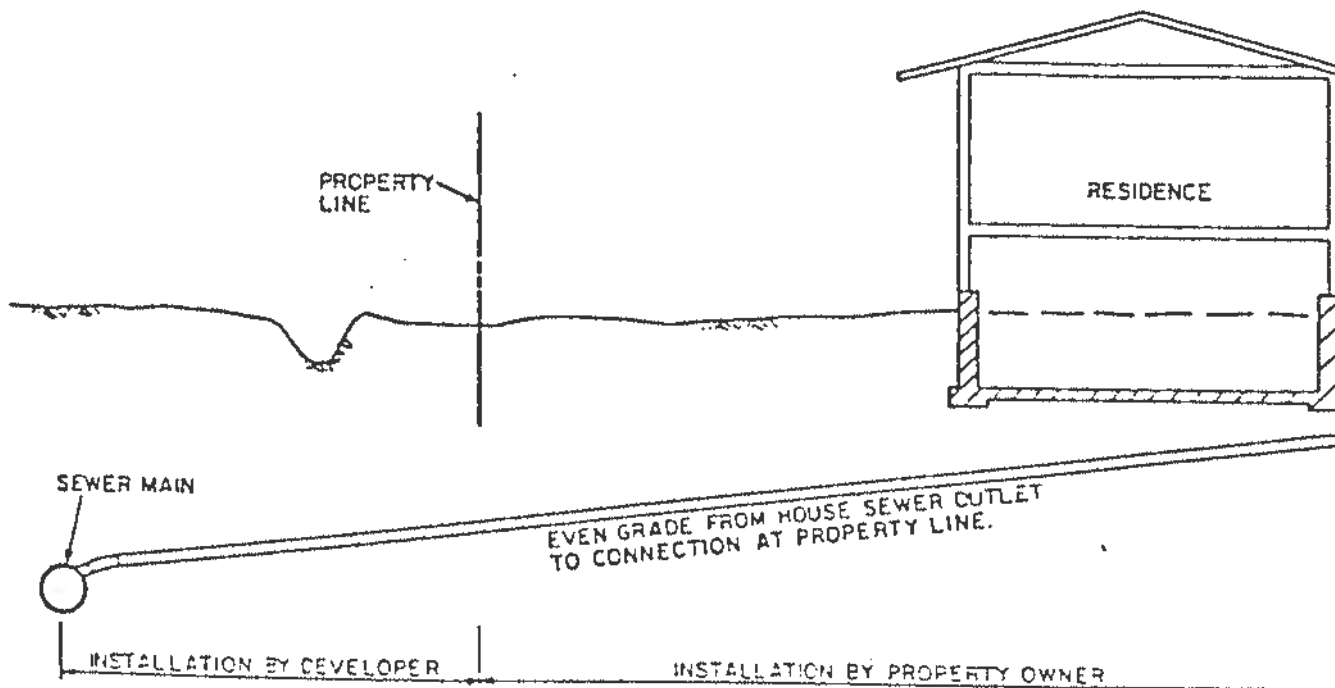 PROPERTY
LINE
RESIDENCE
SEWER MAIN
EVEN GRADE FROM HOUSE SEWER OUTLET
TO CONNECTION AT PROPERTY LINE.
INSTALLATION BY DEVELOPER
INSTALLATION BY PROPERTY OWNER